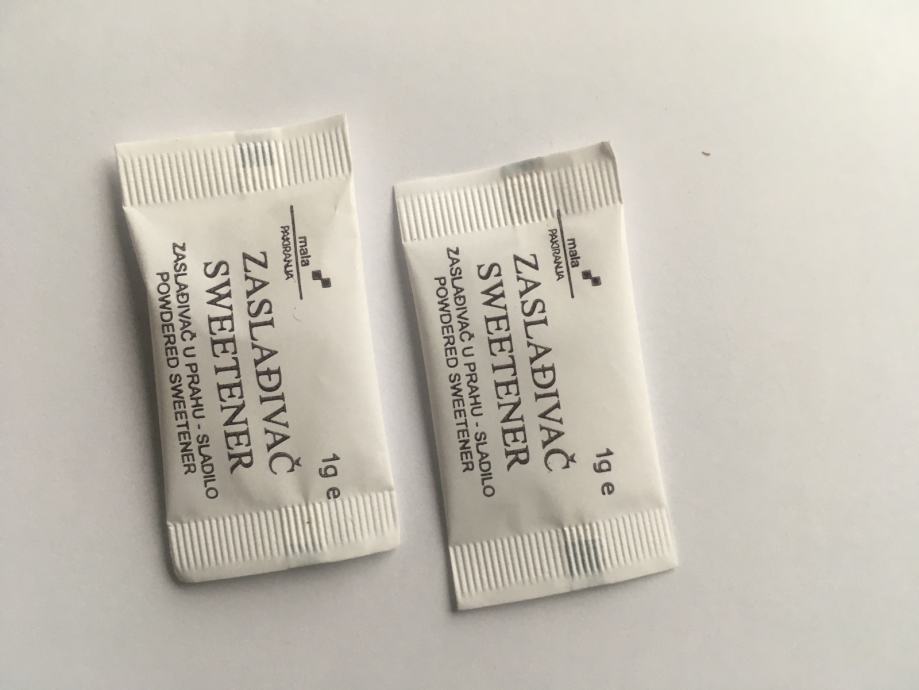 mala
PAKIRANJA
1g e
ZASLAĐIVAČ
SWEETENER
ZASLAĐIVAČ U PRAHU - SLADILO
POWDERED SWEETENER
mala
PAKIRANJA
1g e
ZASLAĐIVAČ
SWEETENER
ZASLAĐIVAČ U PRAHU - SLADILO
POWDERED SWEETENER